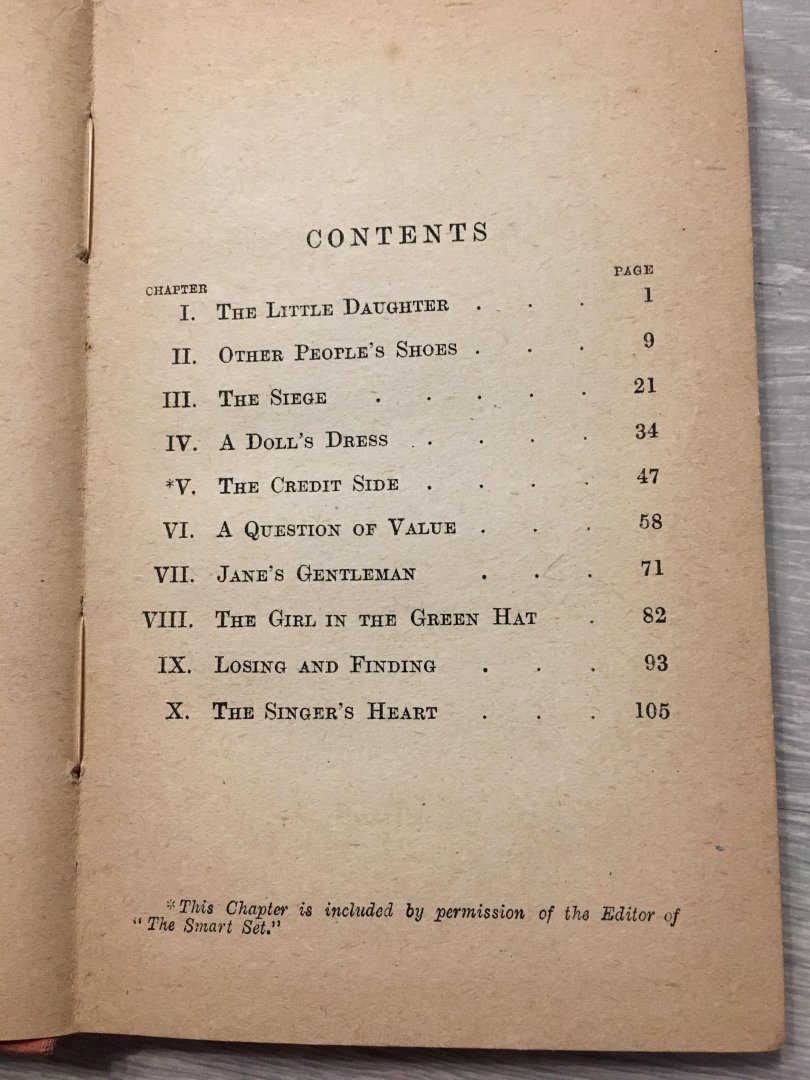 CONTENTS
CHAPTER PAGE
I. The Little Daughter . . . 1
II. Other People's Shoes . . . 9
III. The Siege . . . . . 21
IV. A Doll's Dress . . . . 34
*V. The Credit Side . . . . 47
VI. A Question of Value . . . 58
VII. Jane's Gentleman . . . 71
VIII. The Girl in the Green Hat . 82
IX. Losing and Finding . . . 93
X. The Singer's Heart . . . 105
*This Chapter is included by permission of the Editor of
"The Smart Set."